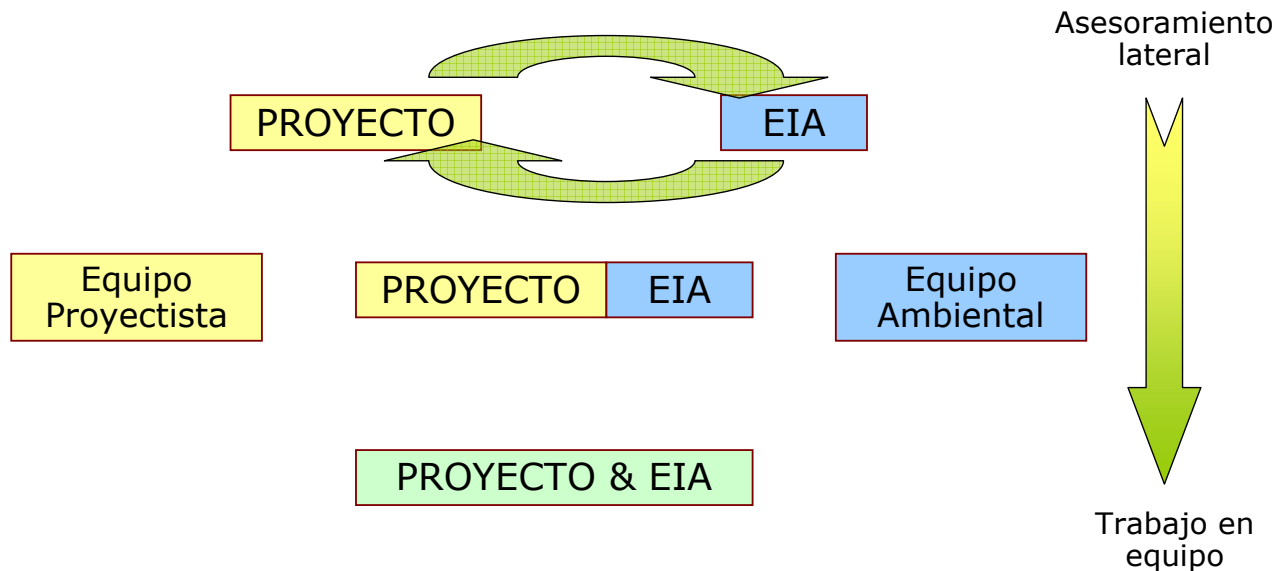 Asesoramiento
lateral
PROYECTO
EIA
Equipo
Proyectista
PROYECTO
EIA
Equipo
Ambiental
PROYECTO & EIA
Trabajo en
equipo